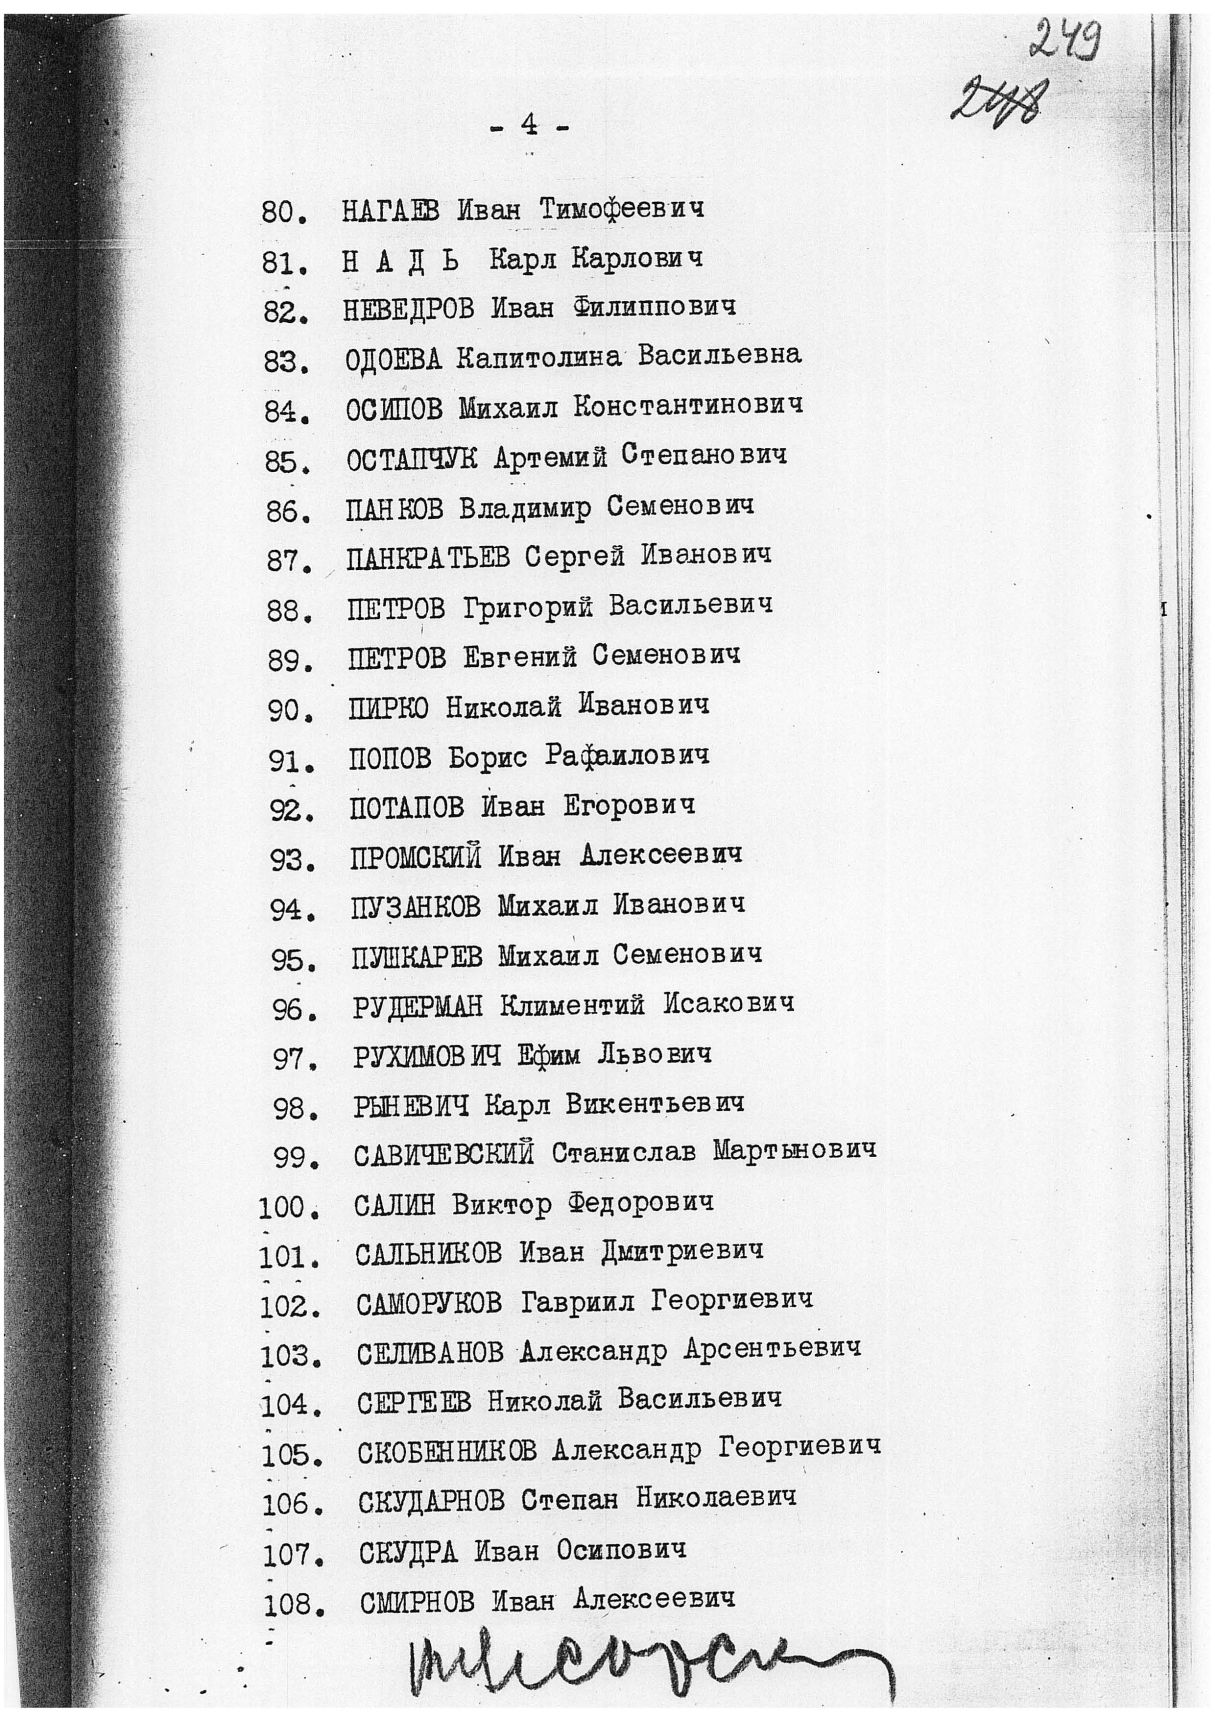 249
248
- 4 -
80. НАГАЕВ Иван Тимофеевич
81. Н А Д Ь Карл Карлович
82. НЕВЕДРОВ Иван Филиппович
83. ОДОЕВА Капитолина Васильевна
84. ОСИПОВ Михаил Константинович
85. ОСТАПЧУК Артемий Степанович
86. ПАНКОВ Владимир Семенович
87. ПАНКРАТЬЕВ Сергей Иванович
88. ПЕТРОВ Григорий Васильевич
89. ПЕТРОВ Евгений Семенович
90. ПИРКО Николай Иванович
91. ПОПОВ Борис Рафаилович
92. ПОТАПОВ Иван Егорович
93. ПРОМСКИЙ Иван Алексеевич
94. ПУЗАНКОВ Михаил Иванович
95. ПУШКАРЕВ Михаил Семенович
96. РУДЕРМАН Климентий Исакович
97. РУХИМОВИЧ Ефим Львович
98. РЫНЕВИЧ Карл Викентьевич
99. САВИЧЕВСКИЙ Станислав Мартынович
100. САЛИН Виктор Федорович
101. САЛЬНИКОВ Иван Дмитриевич
102. САМОРУКОВ Гавриил Георгиевич
103. СЕЛИВАНОВ Александр Арсентьевич
104. СЕРГЕЕВ Николай Васильевич
105. СКОБЕННИКОВ Александр Георгиевич
106. СКУДАРНОВ Степан Николаевич
107. СКУДРА Иван Осипович
108. СМИРНОВ Иван Алексеевич